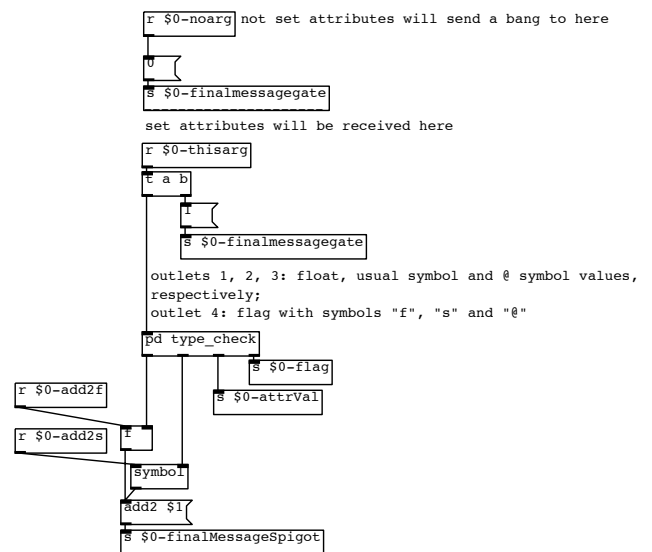 r $0-noarg not set attributes will send a bang to here
0
s $0-finalmessagegate
set attributes will be received here
r $0-thisarg
t a b
1
s $0-finalmessagegate
outlets 1, 2, 3: float, usual symbol and @ symbol values,
respectively;
outlet 4: flag with symbols "f", "s" and "@"
pd type_check
s $0-flag
r $0-add2f
s $0-attrVal
r $0-add2s
f
symbol
add2 $1
s $0-finalMessageSpigot